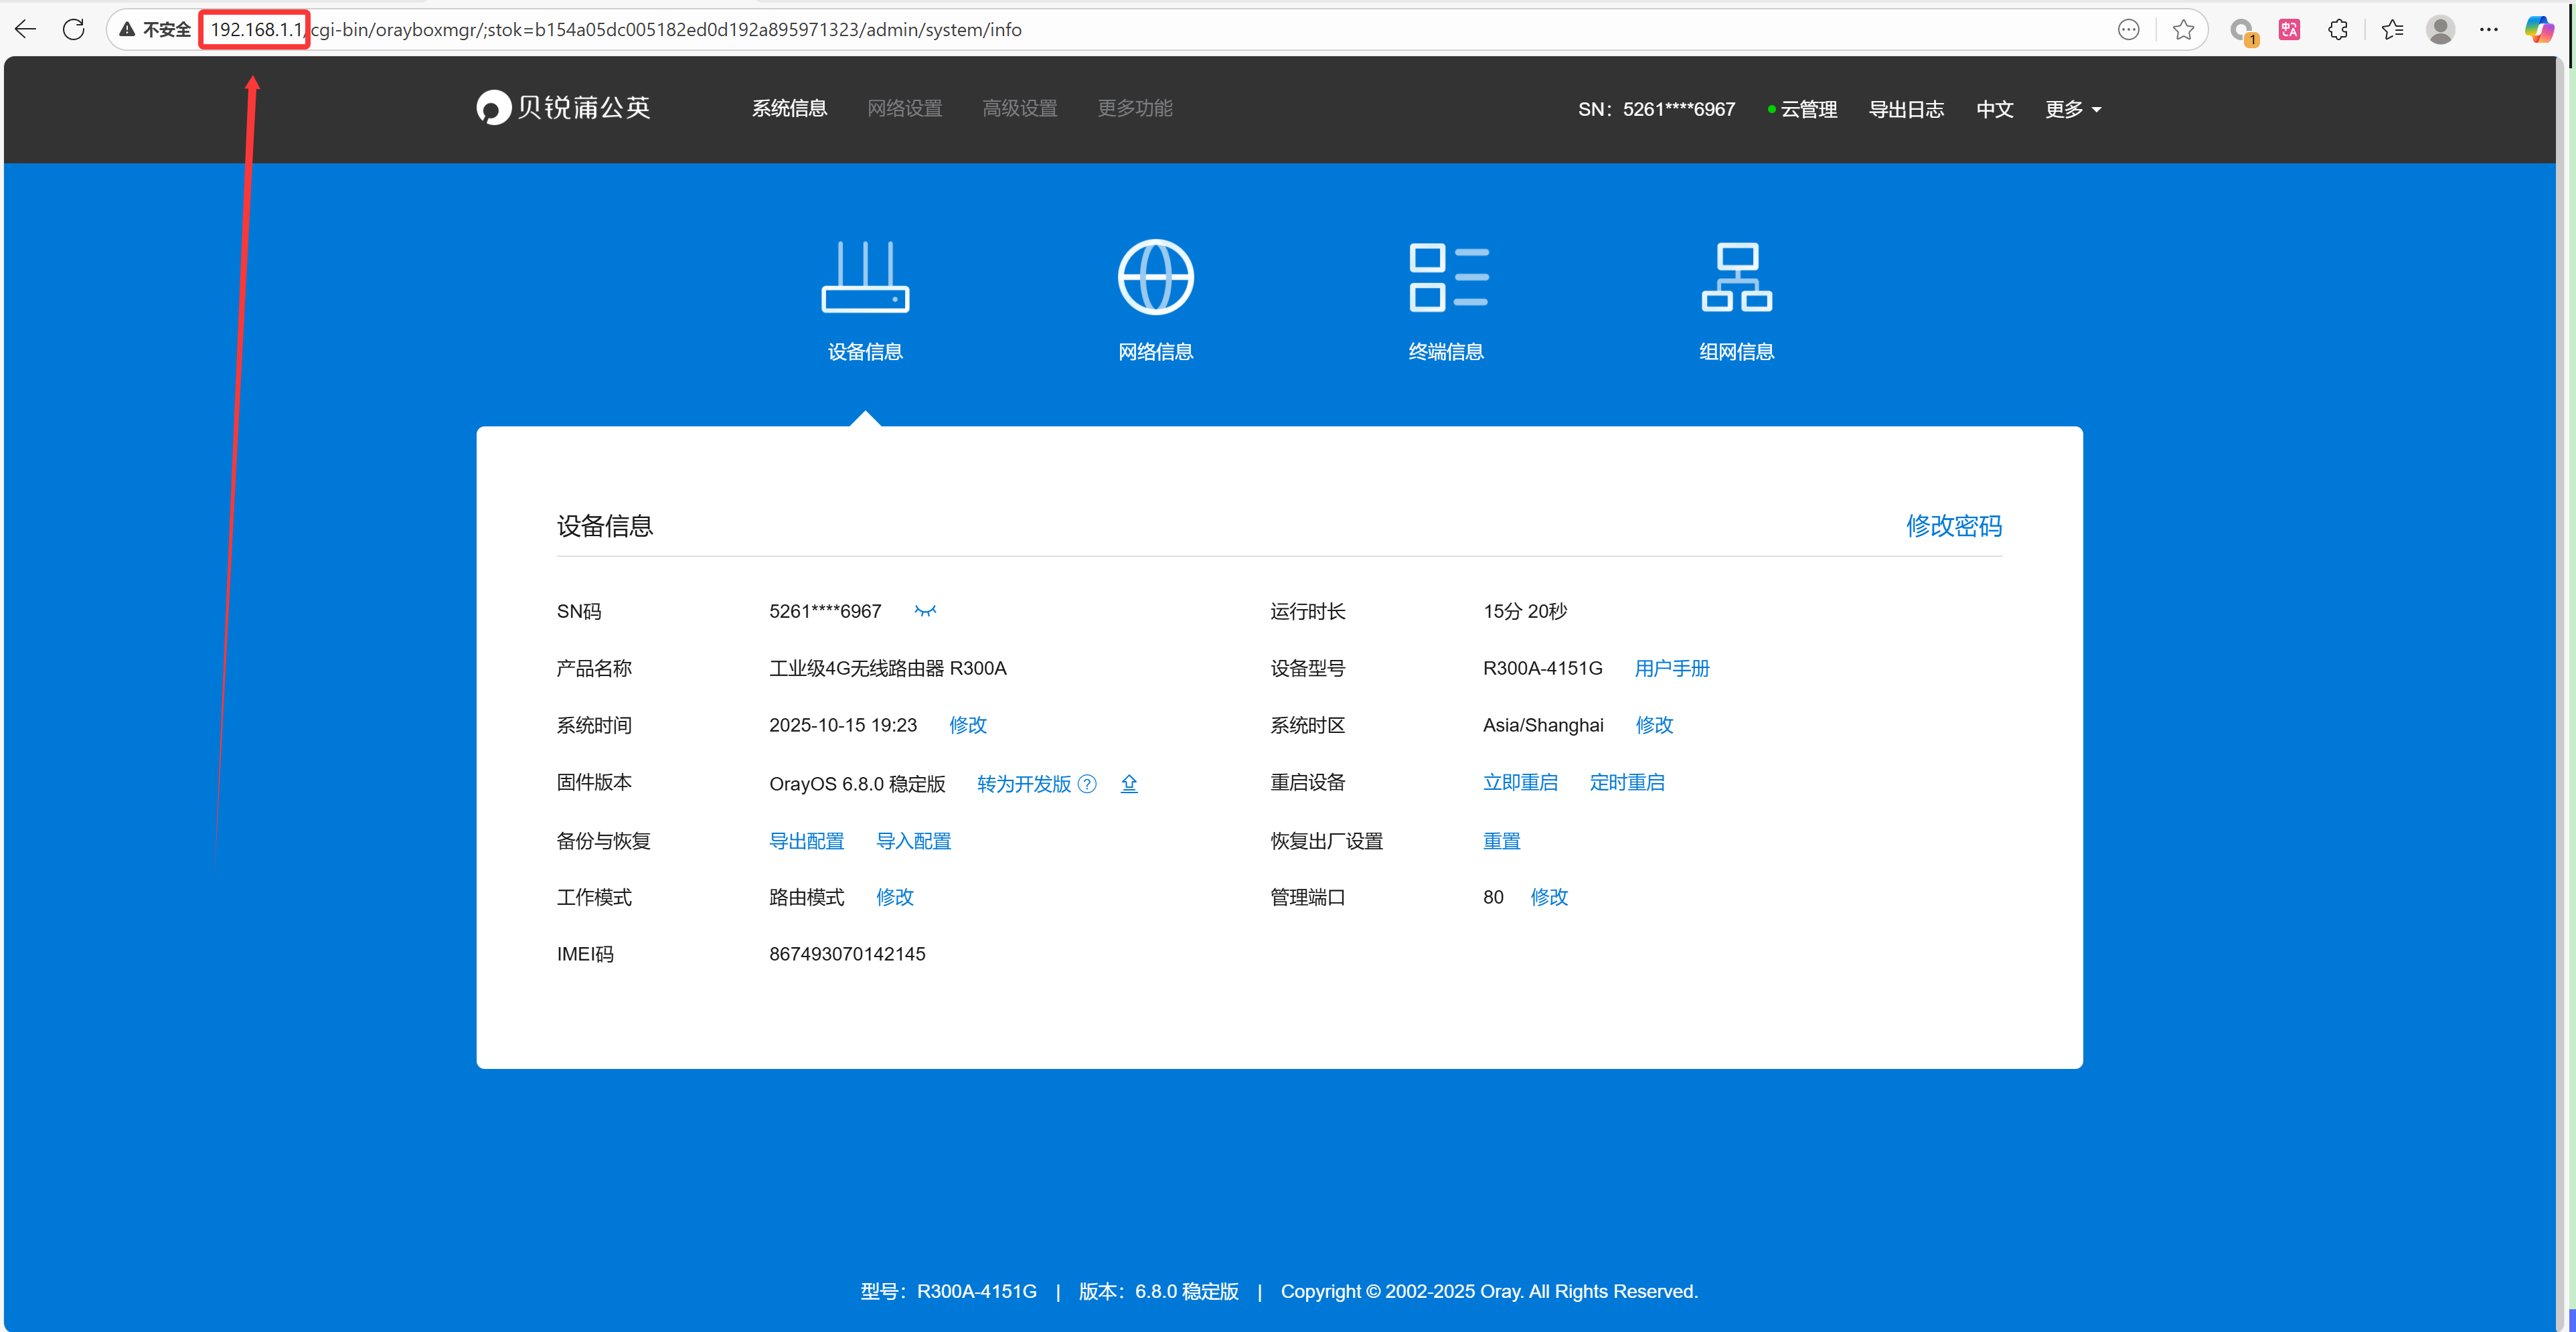 不安全 192.168.1.1/cgi-bin/orayboxmgr/;stok=b154a05dc005182ed0d192a895971323/admin/system/info
1
贝锐蒲公英 系统信息 网络设置 高级设置 更多功能 SN：5261****6967 云管理 导出日志 中文 更多
设备信息 网络信息 终端信息 组网信息
设备信息 修改密码
SN码 5261****6967 运行时长 15分 20秒
产品名称 工业级4G无线路由器 R300A 设备型号 R300A-4151G 用户手册
系统时间 2025-10-15 19:23 修改 系统时区 Asia/Shanghai 修改
固件版本 OrayOS 6.8.0 稳定版 转为开发版 ? 重启设备 立即重启 定时重启
备份与恢复 导出配置 导入配置 恢复出厂设置 重置
工作模式 路由模式 修改 管理端口 80 修改
IMEI码 867493070142145
型号：R300A-4151G | 版本：6.8.0 稳定版 | Copyright © 2002-2025 Oray. All Rights Reserved.